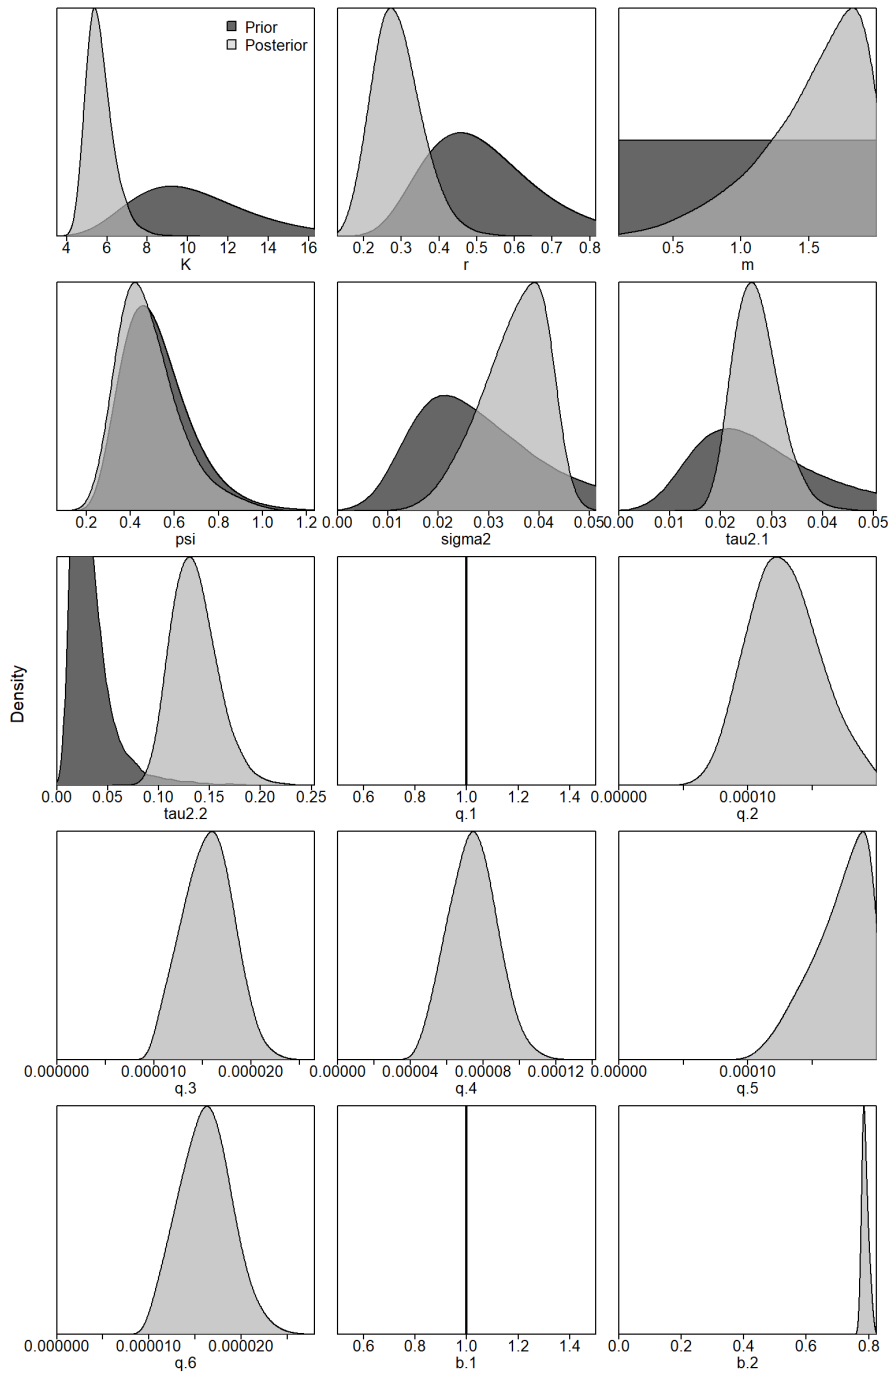 Prior
Posterior
4 6 8 10 12 14 16
K
0.2 0.3 0.4 0.5 0.6 0.7 0.8
r
0.5 1.0 1.5
m
0.2 0.4 0.6 0.8 1.0 1.2
psi
0.00 0.01 0.02 0.03 0.04 0.05
sigma2
0.00 0.01 0.02 0.03 0.04 0.05
tau2.1
Density
0.00 0.05 0.10 0.15 0.20 0.25
tau2.2
0.6 0.8 1.0 1.2 1.4
q.1
0.00000 0.00010
q.2
0.000000 0.000010 0.000020
q.3
0.00000 0.00004 0.00008 0.00012
q.4
0.00000 0.00010
q.5
0.000000 0.000010 0.000020
q.6
0.6 0.8 1.0 1.2 1.4
b.1
0.0 0.2 0.4 0.6 0.8
b.2